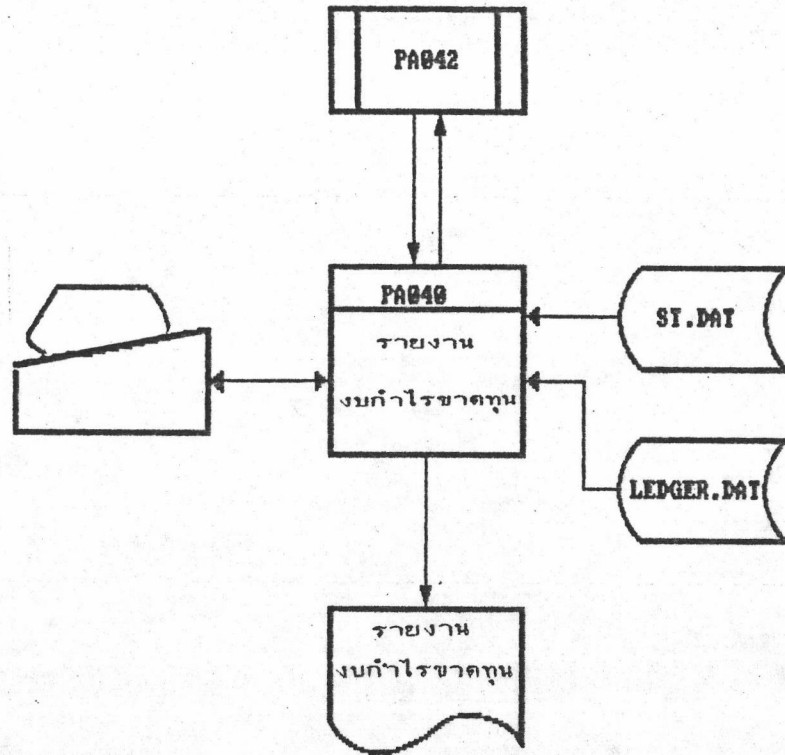 PA042
PA040
รายงาน
งบกำไรขาดทุน
ST.DAT
LEDGER.DAT
รายงาน
งบกำไรขาดทุน